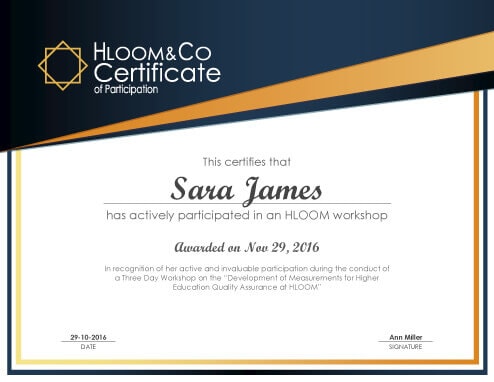 HLOOM&CO
Certificate
of Participation
This certifies that
Sara James
has actively participated in an HLOOM workshop
Awarded on Nov 29, 2016
In recognition of her active and invaluable participation during the conduct of
a Three Day Workshop on the "Development of Measurements for Higher
Education Quality Assurance at HLOOM"
29-10-2016
DATE
Ann Miller
SIGNATURE